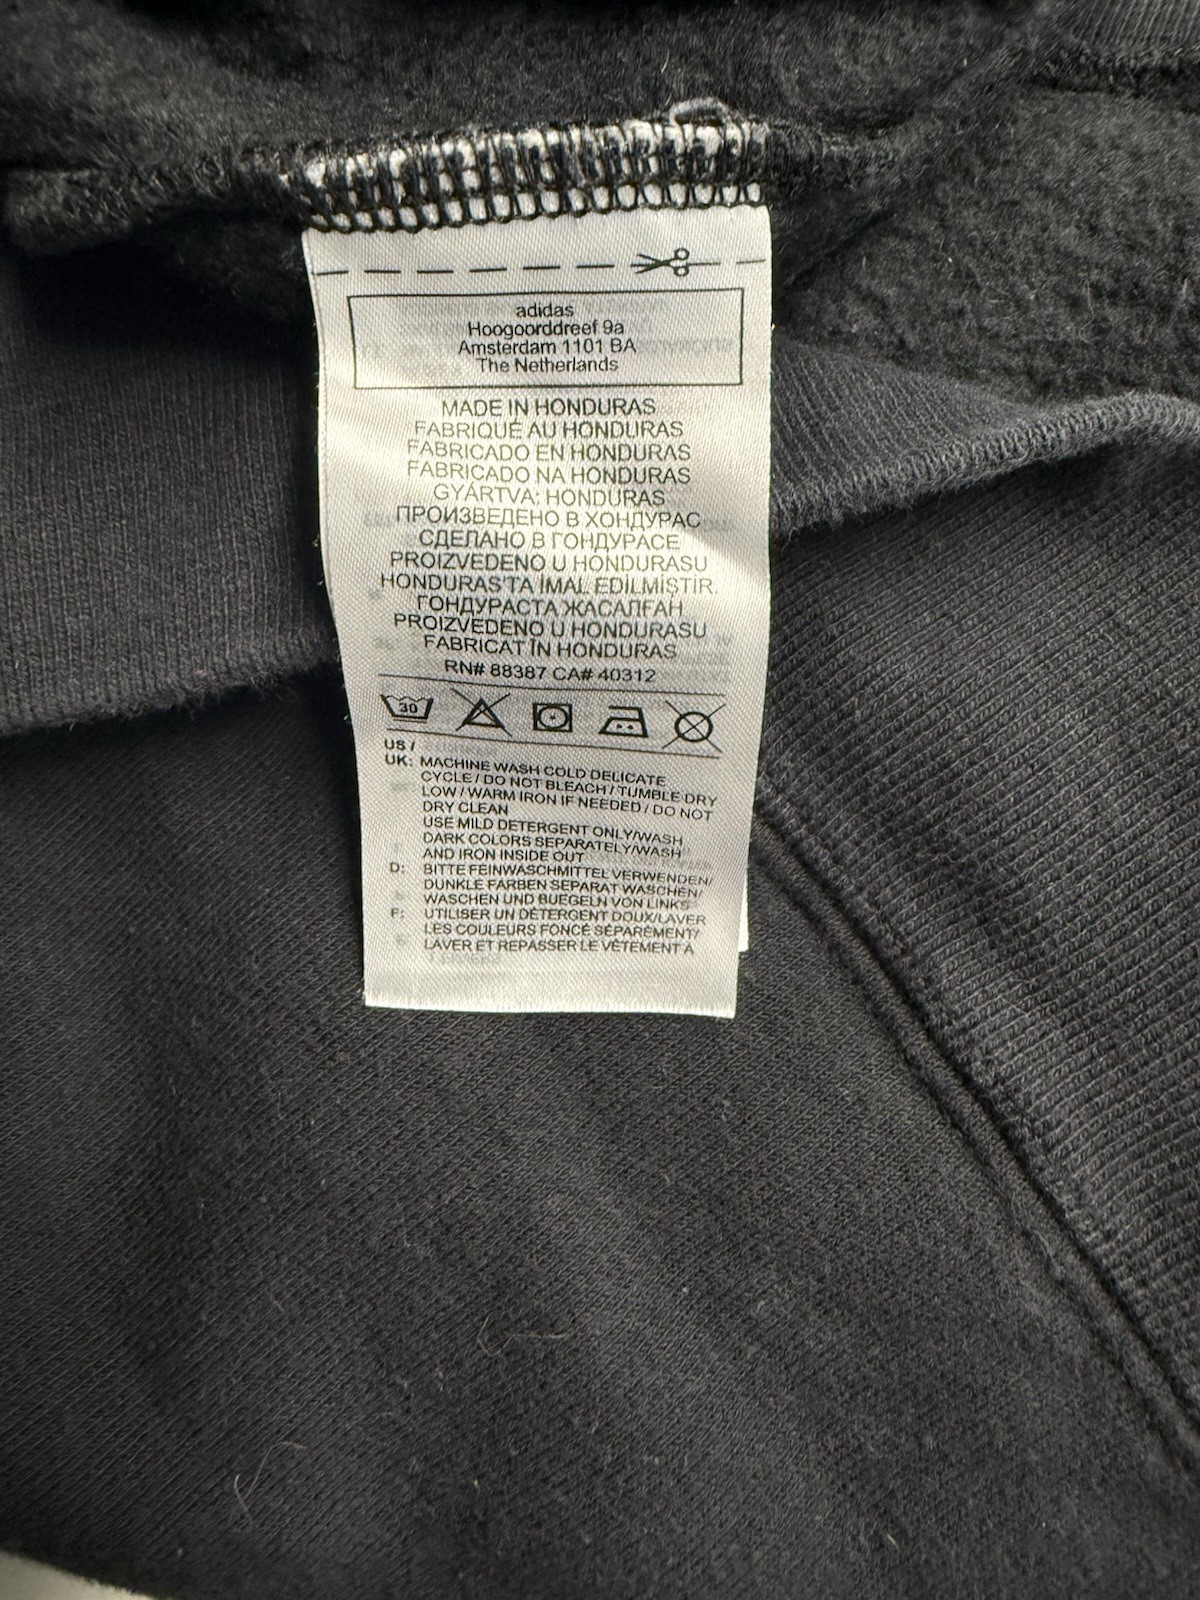 adidas
Hoogoorddreef 9a
Amsterdam 1101 BA
The Netherlands
MADE IN HONDURAS
FABRIQUÉ AU HONDURAS
FABRICADO EN HONDURAS
FABRICADO NA HONDURAS
GYÁRTVA: HONDURAS
ПРОИЗВЕДЕНО В ХОНДУРАС
СДЕЛАНО В ГОНДУРАСЕ
PROIZVEDENO U HONDURASU
HONDURAS'TA İMAL EDİLMİŞTİR.
ГОНДУРАСТА ЖАСАЛҒАН
PROIZVEDENO U HONDURASU
FABRICAT ÎN HONDURAS
RN# 88387 CA# 40312
30
US /
UK: MACHINE WASH COLD DELICATE
CYCLE / DO NOT BLEACH / TUMBLE DRY
LOW / WARM IRON IF NEEDED / DO NOT
DRY CLEAN
USE MILD DETERGENT ONLY/WASH
DARK COLORS SEPARATELY/WASH
AND IRON INSIDE OUT
D: BITTE FEINWASCHMITTEL VERWENDEN/
DUNKLE FARBEN SEPARAT WASCHEN/
WASCHEN UND BUEGELN VON LINKS
F: UTILISER UN DÉTERGENT DOUX/LAVER
LES COULEURS FONCÉ SÉPARÉMENT/
LAVER ET REPASSER LE VÊTEMENT À